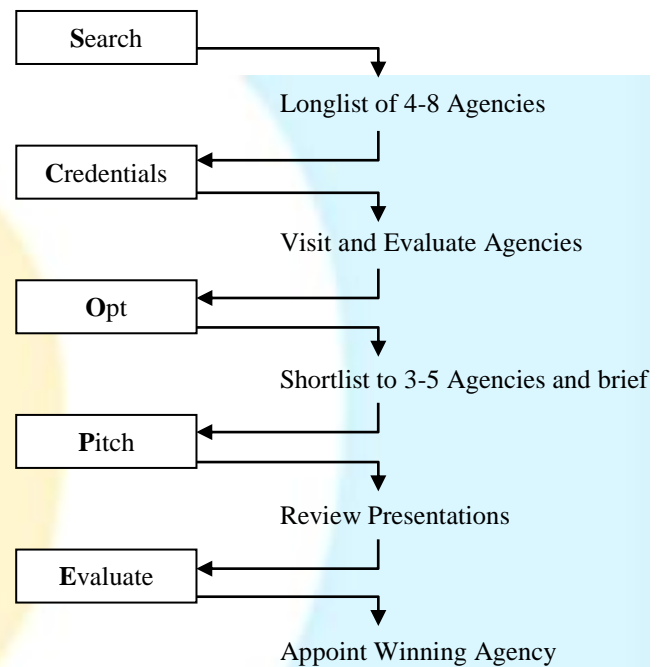 Search
Longlist of 4-8 Agencies
Credentials
Visit and Evaluate Agencies
Opt
Shortlist to 3-5 Agencies and brief
Pitch
Review Presentations
Evaluate
Appoint Winning Agency